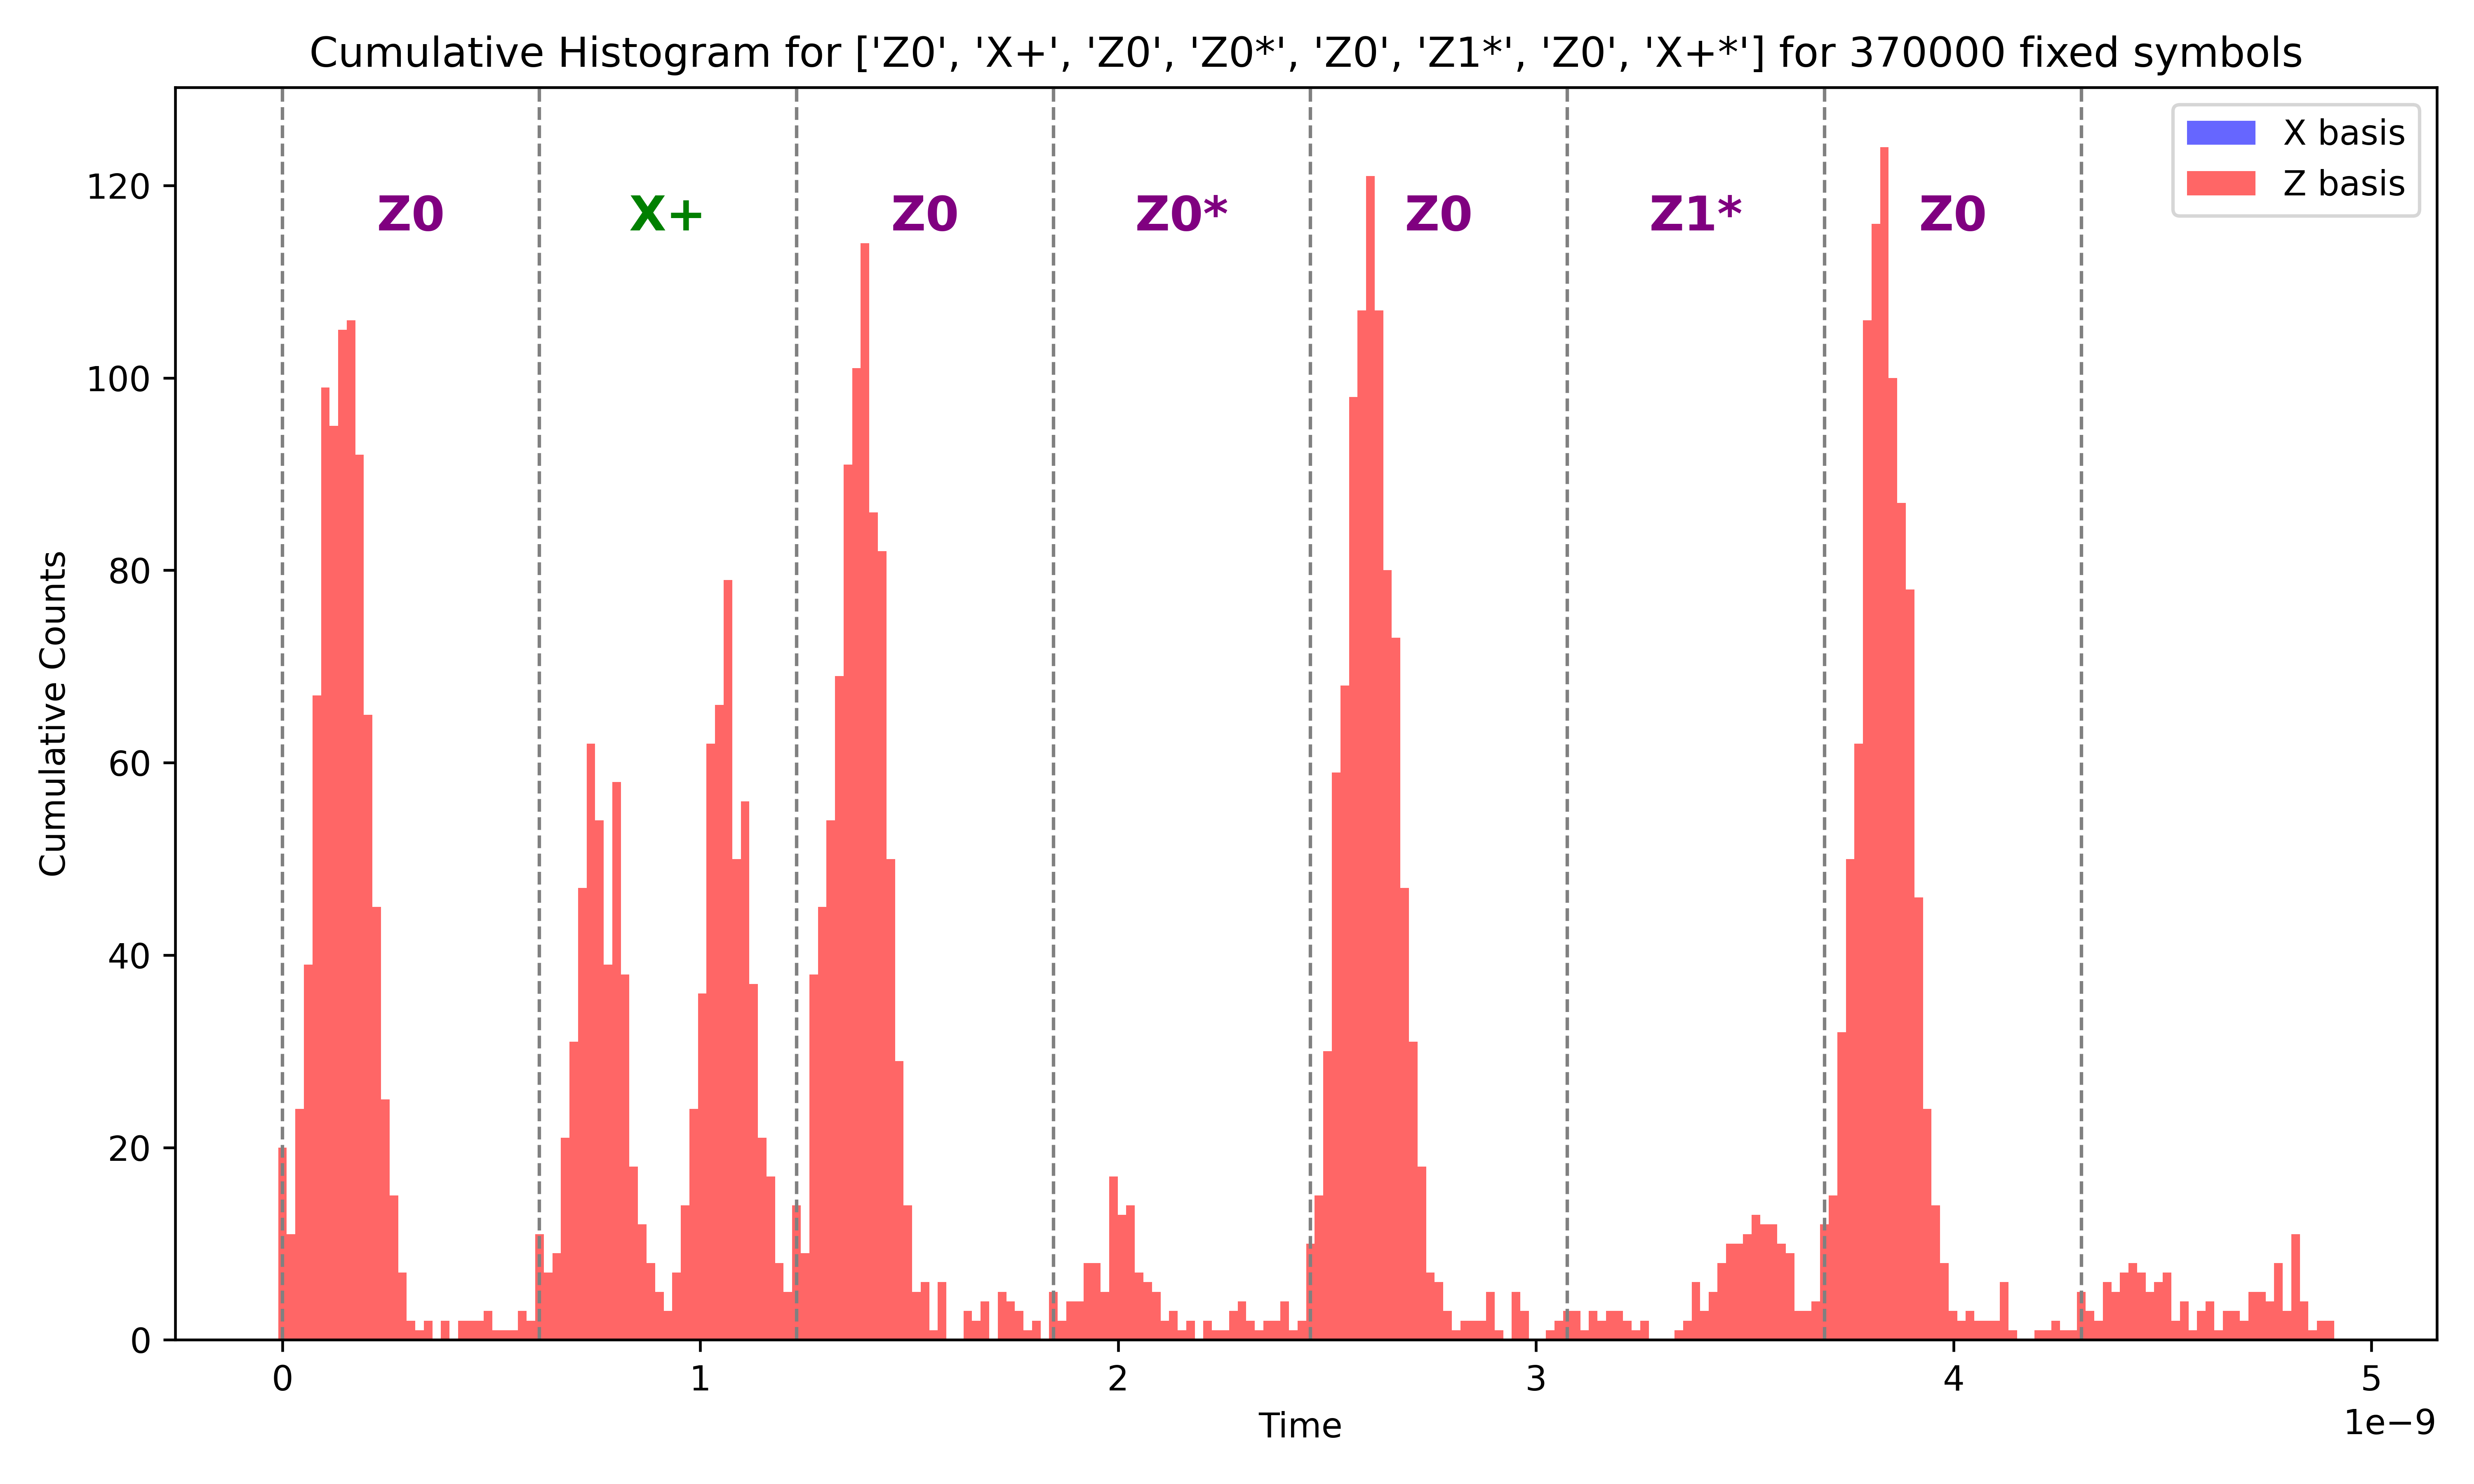 Cumulative Histogram for ['Z0', 'X+', 'Z0', 'Z0*', 'Z0', 'Z1*', 'Z0', 'X+*'] for 370000 fixed symbols
X basis
Z basis
Z0 X+ Z0 Z0* Z0 Z1* Z0
120
100
80
60
40
20
0
Cumulative Counts
0 1 2 3 4 5
Time
1e−9